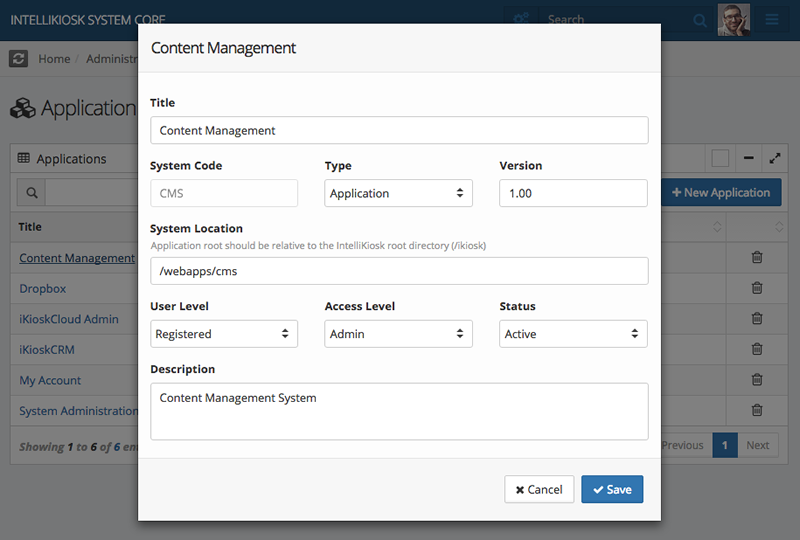 INTELLIKIOSK SYSTEM CORE
Search
Home / Administr
Application
Applications
New Application
Title
Content Management
Dropbox
iKioskCloud Admin
iKioskCRM
My Account
System Administration
Showing 1 to 6 of 6 en
Previous 1 Next
Content Management
Title
Content Management
System Code Type Version
CMS Application 1.00
System Location
Application root should be relative to the IntelliKiosk root directory (/ikiosk)
/webapps/cms
User Level Access Level Status
Registered Admin Active
Description
Content Management System
Cancel Save